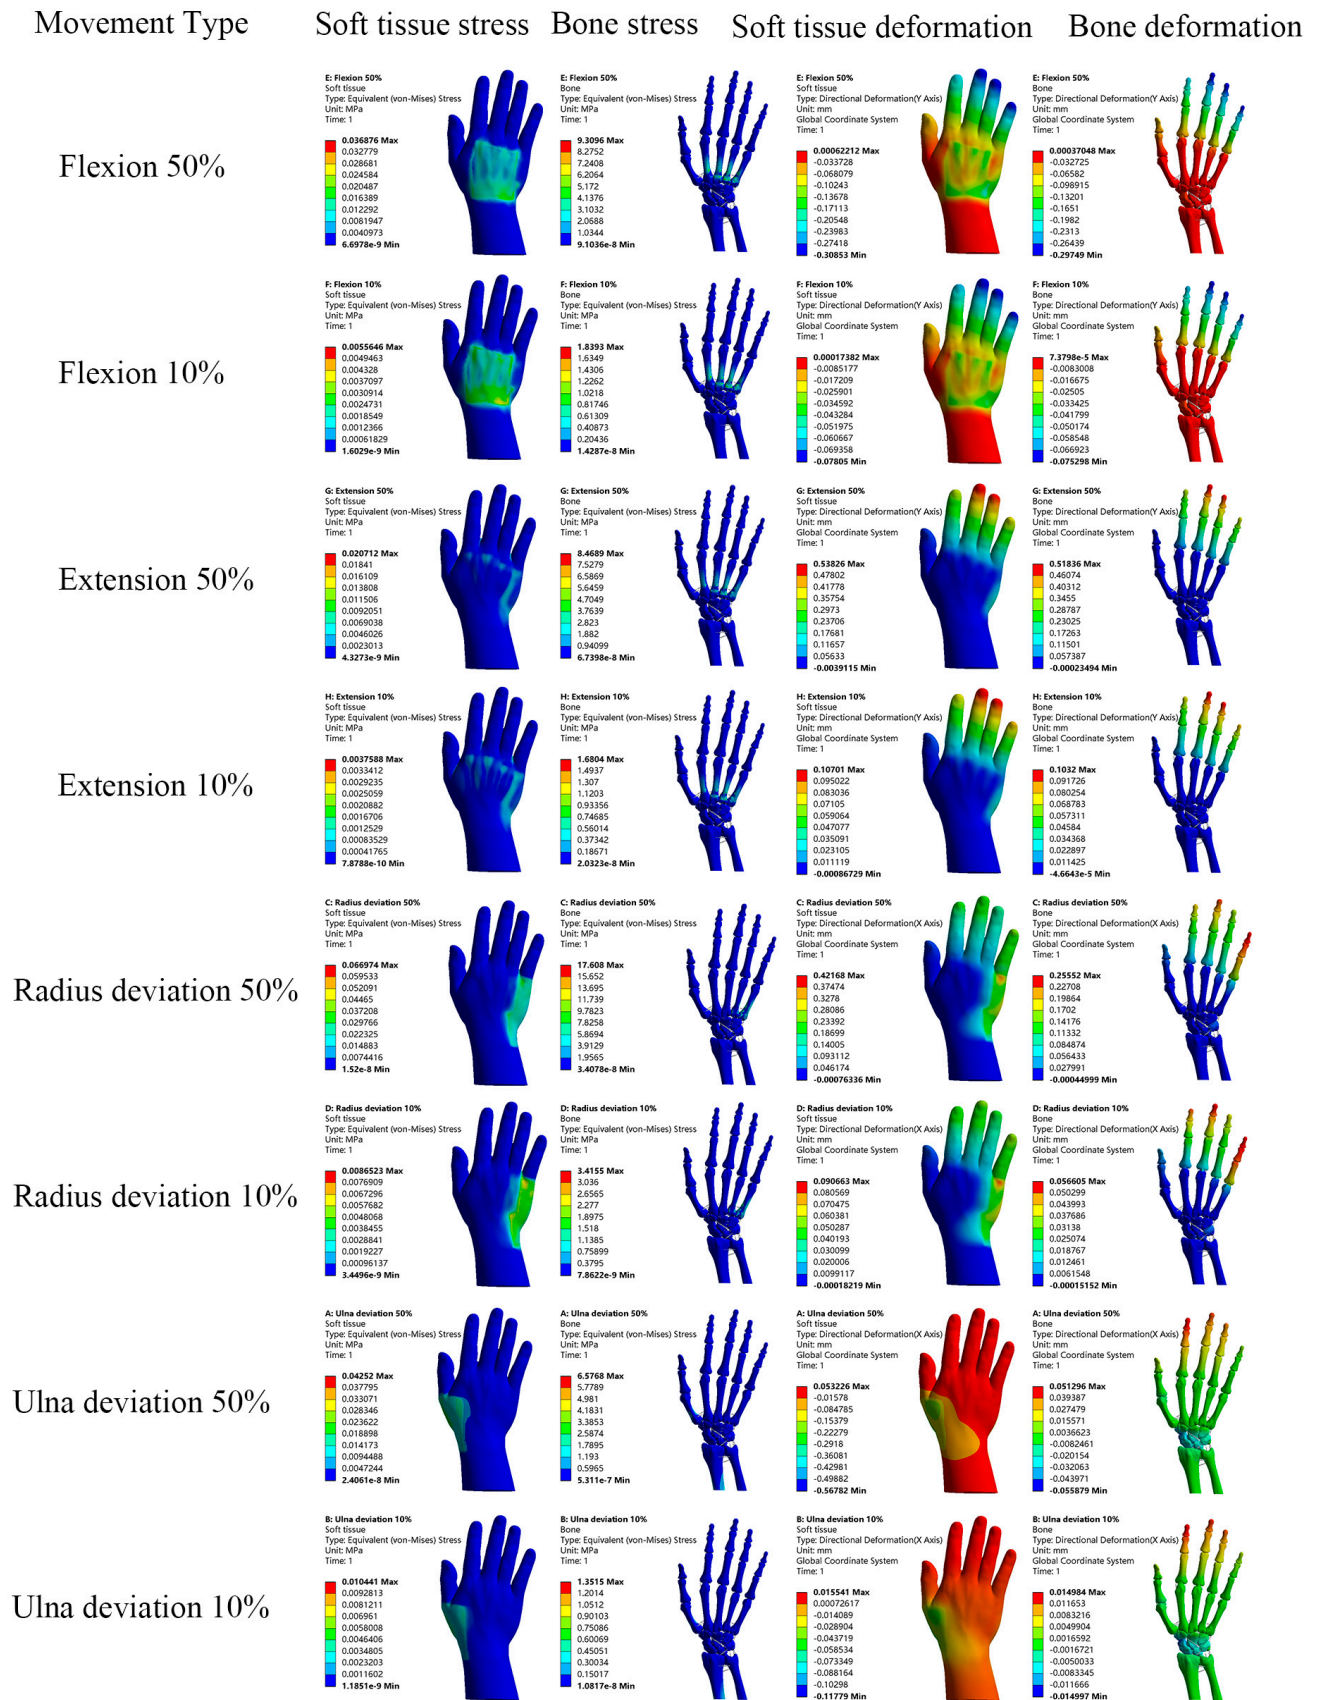 Movement Type
Soft tissue stress
Bone stress
Soft tissue deformation
Bone deformation
Flexion 50%
E: Flexion 50%
Soft tissue
Type: Equivalent (von-Mises) Stress
Unit: MPa
Time: 1
0.036876 Max
0.032779
0.028681
0.024584
0.020487
0.016389
0.012292
0.0081947
0.0040973
6.6978e-9 Min
E: Flexion 50%
Bone
Type: Equivalent (von-Mises) Stress
Unit: MPa
Time: 1
9.3096 Max
8.2752
7.2408
6.2064
5.172
4.1376
3.1032
2.0688
1.0344
9.1036e-8 Min
E: Flexion 50%
Soft tissue
Type: Directional Deformation(Y Axis)
Unit: mm
Global Coordinate System
Time: 1
0.00062212 Max
-0.033728
-0.068079
-0.10243
-0.13678
-0.17113
-0.20548
-0.23983
-0.27418
-0.30853 Min
E: Flexion 50%
Bone
Type: Directional Deformation(Y Axis)
Unit: mm
Global Coordinate System
Time: 1
0.00037048 Max
-0.032725
-0.06582
-0.098915
-0.13201
-0.1651
-0.1982
-0.2313
-0.26439
-0.29749 Min
Flexion 10%
F: Flexion 10%
Soft tissue
Type: Equivalent (von-Mises) Stress
Unit: MPa
Time: 1
0.0055646 Max
0.0049463
0.004328
0.0037097
0.0030914
0.0024731
0.0018549
0.0012366
0.00061829
1.6029e-9 Min
F: Flexion 10%
Bone
Type: Equivalent (von-Mises) Stress
Unit: MPa
Time: 1
1.8393 Max
1.6349
1.4306
1.2262
1.0218
0.81746
0.61309
0.40873
0.20436
1.4287e-8 Min
F: Flexion 10%
Soft tissue
Type: Directional Deformation(Y Axis)
Unit: mm
Global Coordinate System
Time: 1
0.00017382 Max
-0.0085177
-0.017209
-0.025901
-0.034592
-0.043284
-0.051975
-0.060667
-0.069358
-0.07805 Min
F: Flexion 10%
Bone
Type: Directional Deformation(Y Axis)
Unit: mm
Global Coordinate System
Time: 1
7.3798e-5 Max
-0.0083008
-0.016675
-0.02505
-0.033425
-0.041799
-0.050174
-0.058548
-0.066923
-0.075298 Min
Extension 50%
G: Extension 50%
Soft tissue
Type: Equivalent (von-Mises) Stress
Unit: MPa
Time: 1
0.020712 Max
0.01841
0.016109
0.013808
0.011506
0.0092051
0.0069038
0.0046026
0.0023013
4.3273e-9 Min
G: Extension 50%
Bone
Type: Equivalent (von-Mises) Stress
Unit: MPa
Time: 1
8.4689 Max
7.5279
6.5869
5.6459
4.7049
3.7639
2.823
1.882
0.94099
6.7398e-8 Min
G: Extension 50%
Soft tissue
Type: Directional Deformation(Y Axis)
Unit: mm
Global Coordinate System
Time: 1
0.53826 Max
0.47802
0.41778
0.35754
0.2973
0.23706
0.17681
0.11657
0.05633
-0.0039115 Min
G: Extension 50%
Bone
Type: Directional Deformation(Y Axis)
Unit: mm
Global Coordinate System
Time: 1
0.51836 Max
0.46074
0.40312
0.3455
0.28787
0.23025
0.17263
0.11501
0.057387
-0.00023494 Min
Extension 10%
H: Extension 10%
Soft tissue
Type: Equivalent (von-Mises) Stress
Unit: MPa
Time: 1
0.0037588 Max
0.0033412
0.0029235
0.0025059
0.0020882
0.0016706
0.0012529
0.00083529
0.00041765
7.8788e-10 Min
H: Extension 10%
Bone
Type: Equivalent (von-Mises) Stress
Unit: MPa
Time: 1
1.6804 Max
1.4937
1.307
1.1203
0.93356
0.74685
0.56014
0.37342
0.18671
2.0323e-8 Min
H: Extension 10%
Soft tissue
Type: Directional Deformation(Y Axis)
Unit: mm
Global Coordinate System
Time: 1
0.10701 Max
0.095022
0.083036
0.07105
0.059064
0.047077
0.035091
0.023105
0.011119
-0.00086729 Min
H: Extension 10%
Bone
Type: Directional Deformation(Y Axis)
Unit: mm
Global Coordinate System
Time: 1
0.1032 Max
0.091726
0.080254
0.068783
0.057311
0.04584
0.034368
0.022897
0.011425
-4.6643e-5 Min
Radius deviation 50%
C: Radius deviation 50%
Soft tissue
Type: Equivalent (von-Mises) Stress
Unit: MPa
Time: 1
0.066974 Max
0.059533
0.052091
0.04465
0.037208
0.029766
0.022325
0.014883
0.0074416
1.52e-8 Min
C: Radius deviation 50%
Bone
Type: Equivalent (von-Mises) Stress
Unit: MPa
Time: 1
17.608 Max
15.652
13.695
11.739
9.7823
7.8258
5.8694
3.9129
1.9565
3.4078e-8 Min
C: Radius deviation 50%
Soft tissue
Type: Directional Deformation(X Axis)
Unit: mm
Global Coordinate System
Time: 1
0.42168 Max
0.37474
0.3278
0.28086
0.23392
0.18699
0.14005
0.093112
0.046174
-0.00076336 Min
C: Radius deviation 50%
Bone
Type: Directional Deformation(X Axis)
Unit: mm
Global Coordinate System
Time: 1
0.25552 Max
0.22708
0.19864
0.1702
0.14176
0.11332
0.084874
0.056433
0.027991
-0.00044999 Min
Radius deviation 10%
D: Radius deviation 10%
Soft tissue
Type: Equivalent (von-Mises) Stress
Unit: MPa
Time: 1
0.0086523 Max
0.0076909
0.0067296
0.0057682
0.0048068
0.0038455
0.0028841
0.0019227
0.00096137
3.4496e-9 Min
D: Radius deviation 10%
Bone
Type: Equivalent (von-Mises) Stress
Unit: MPa
Time: 1
3.4155 Max
3.036
2.6565
2.277
1.8975
1.518
1.1385
0.75899
0.3795
7.8622e-9 Min
D: Radius deviation 10%
Soft tissue
Type: Directional Deformation(X Axis)
Unit: mm
Global Coordinate System
Time: 1
0.090663 Max
0.080569
0.070475
0.060381
0.050287
0.040193
0.030099
0.020006
0.0099117
-0.00018219 Min
D: Radius deviation 10%
Bone
Type: Directional Deformation(X Axis)
Unit: mm
Global Coordinate System
Time: 1
0.056605 Max
0.050299
0.043993
0.037686
0.03138
0.025074
0.018767
0.012461
0.0061548
-0.00015152 Min
Ulna deviation 50%
A: Ulna deviation 50%
Soft tissue
Type: Equivalent (von-Mises) Stress
Unit: MPa
Time: 1
0.04252 Max
0.037795
0.033071
0.028346
0.023622
0.018898
0.014173
0.0094488
0.0047244
2.4061e-8 Min
A: Ulna deviation 50%
Bone
Type: Equivalent (von-Mises) Stress
Unit: MPa
Time: 1
6.5768 Max
5.7789
4.981
4.1831
3.3853
2.5874
1.7895
1.193
0.5965
5.311e-7 Min
A: Ulna deviation 50%
Soft tissue
Type: Directional Deformation(X Axis)
Unit: mm
Global Coordinate System
Time: 1
0.053226 Max
-0.01578
-0.084785
-0.15379
-0.22279
-0.2918
-0.36081
-0.42981
-0.49882
-0.56782 Min
A: Ulna deviation 50%
Bone
Type: Directional Deformation(X Axis)
Unit: mm
Global Coordinate System
Time: 1
0.051296 Max
0.039387
0.027479
0.015571
0.0036623
-0.0082461
-0.020154
-0.032063
-0.043971
-0.055879 Min
Ulna deviation 10%
B: Ulna deviation 10%
Soft tissue
Type: Equivalent (von-Mises) Stress
Unit: MPa
Time: 1
0.010441 Max
0.0092813
0.0081211
0.006961
0.0058008
0.0046406
0.0034805
0.0023203
0.0011602
1.1851e-9 Min
B: Ulna deviation 10%
Bone
Type: Equivalent (von-Mises) Stress
Unit: MPa
Time: 1
1.3515 Max
1.2014
1.0512
0.90103
0.75086
0.60069
0.45051
0.30034
0.15017
1.0817e-8 Min
B: Ulna deviation 10%
Soft tissue
Type: Directional Deformation(X Axis)
Unit: mm
Global Coordinate System
Time: 1
0.015541 Max
0.00072617
-0.014089
-0.028904
-0.043719
-0.058534
-0.073349
-0.088164
-0.10298
-0.11779 Min
B: Ulna deviation 10%
Bone
Type: Directional Deformation(X Axis)
Unit: mm
Global Coordinate System
Time: 1
0.014984 Max
0.011653
0.0083216
0.0049904
0.0016592
-0.0016721
-0.0050033
-0.0083345
-0.011666
-0.014997 Min